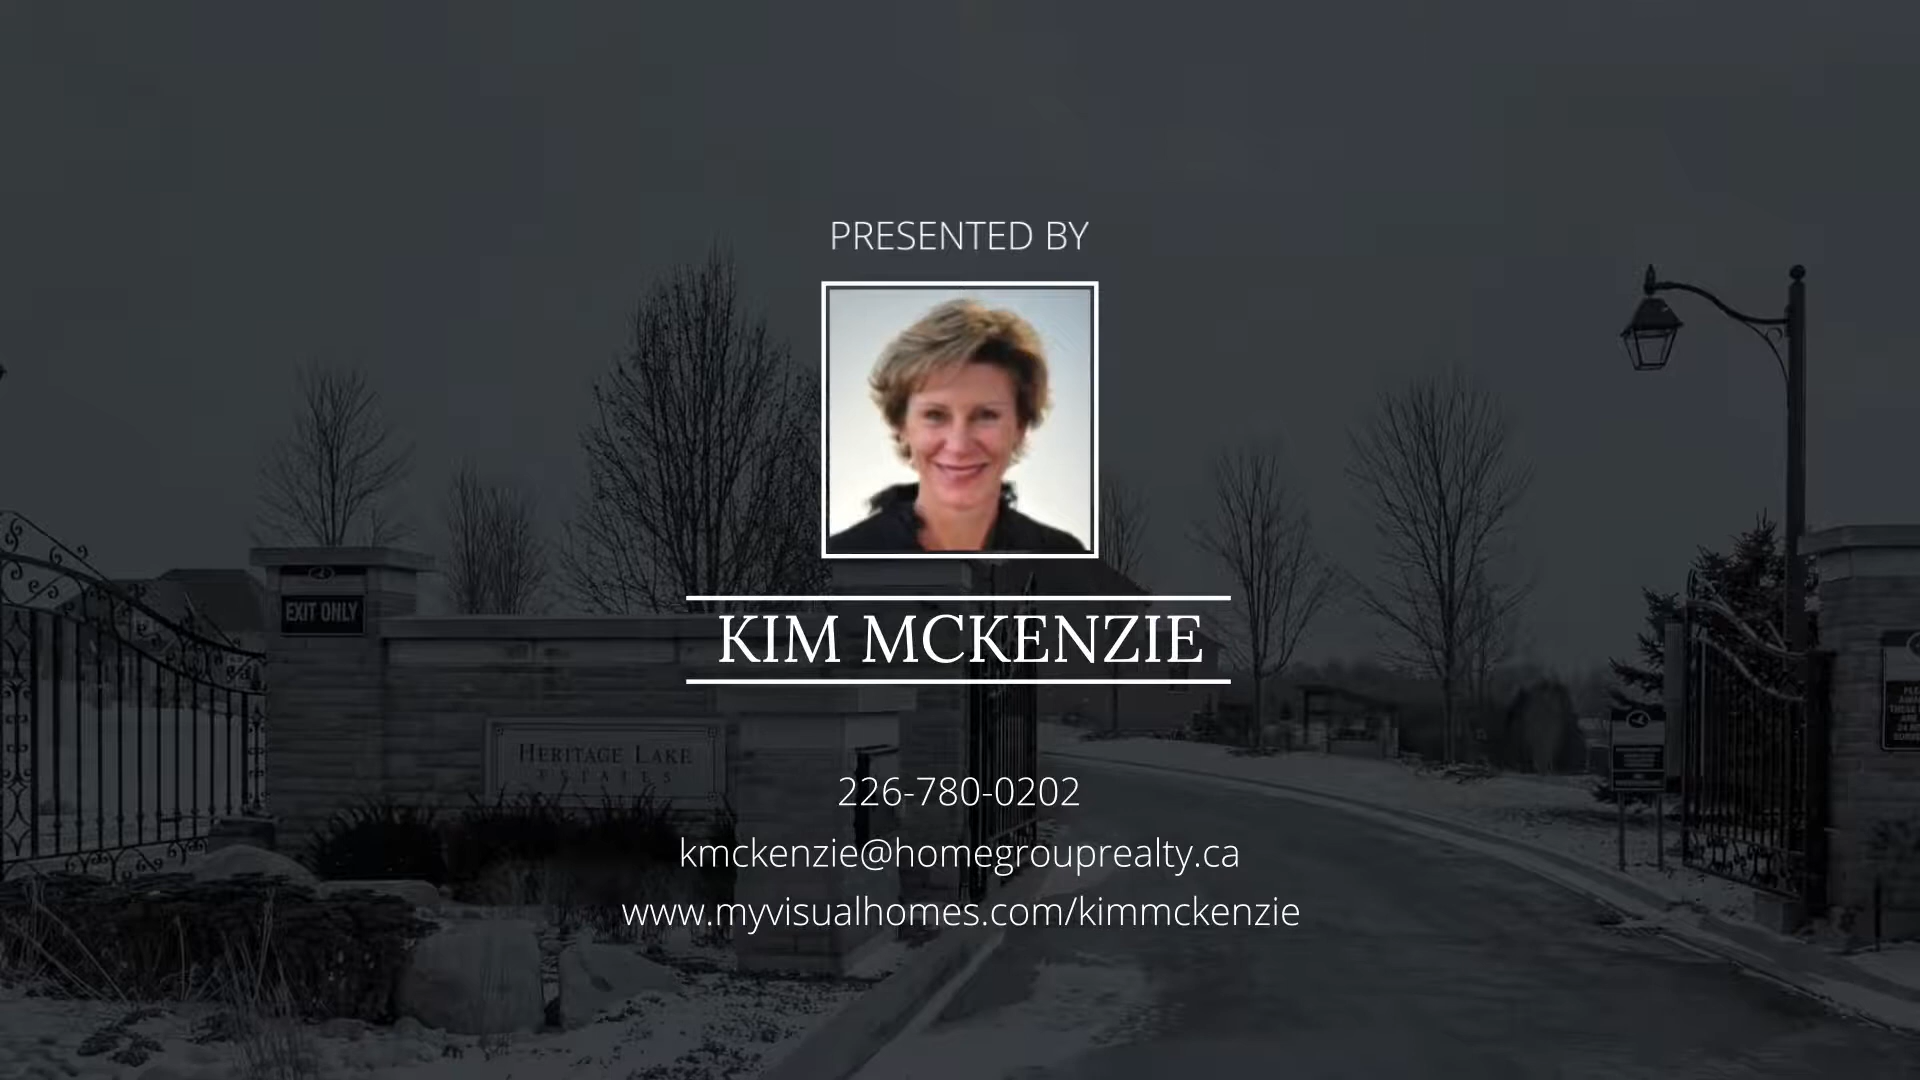 PRESENTED BY
KIM MCKENZIE
EXIT ONLY
HERITAGE LAKE
ESTATES
226-780-0202
kmckenzie@homegrouprealty.ca
www.myvisualhomes.com/kimmckenzie